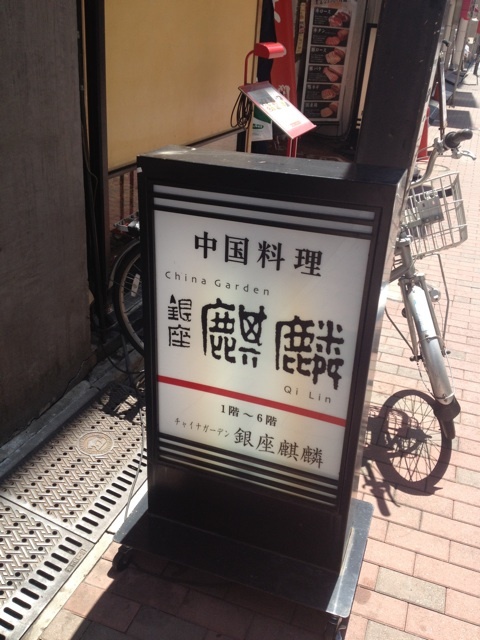 中国料理
China Garden
銀座
麒麟
Qi Lin
1階～6階
チャイナガーデン 銀座麒麟